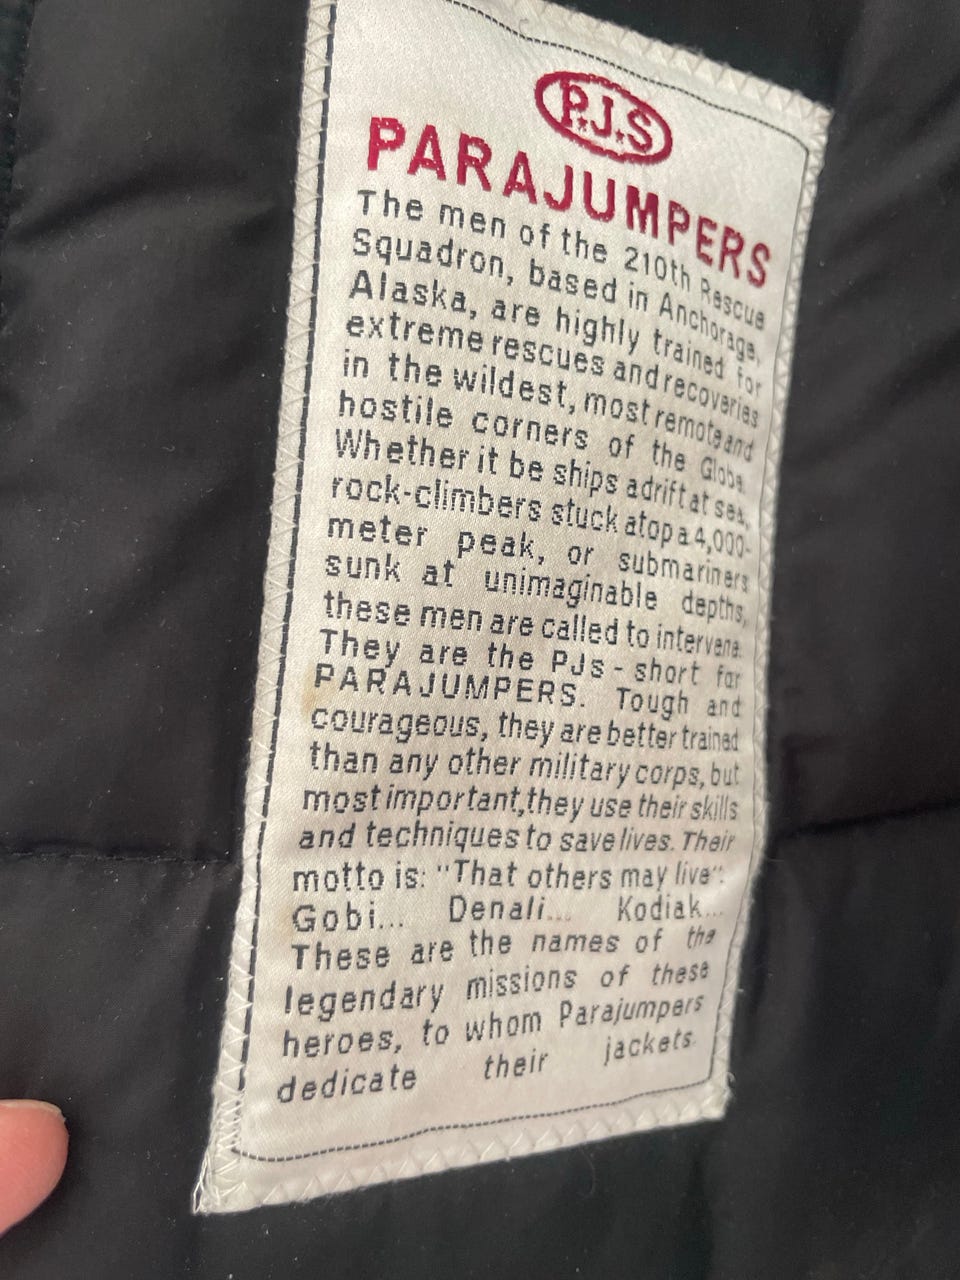 P.J.S
PARAJUMPERS
The men of the 210th Rescue
Squadron, based in Anchorage,
Alaska, are highly trained for
extreme rescues and recoveries
in the wildest, most remote and
hostile corners of the Globe.
Whether it be ships adrift at sea,
rock-climbers stuck atop a 4,000-
meter peak, or submariners
sunk at unimaginable depths,
these men are called to intervene.
They are the PJs - short for
PARAJUMPERS. Tough and
courageous, they are better trained
than any other military corps, but
most important, they use their skills
and techniques to save lives. Their
motto is: "That others may live".
Gobi... Denali... Kodiak...
These are the names of the
legendary missions of these
heroes, to whom Parajumpers
dedicate their jackets.